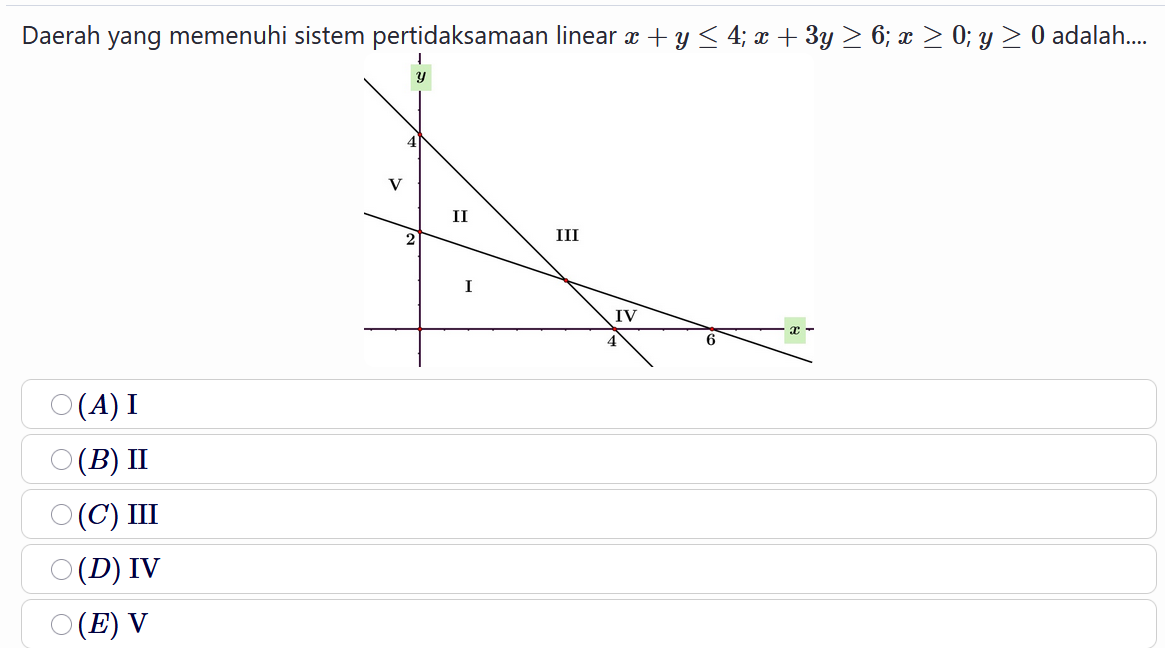 Daerah yang memenuhi sistem pertidaksamaan linear x + y ≤ 4; x + 3y ≥ 6; x ≥ 0; y ≥ 0 adalah....
y
4
V
II
2
III
I
IV
x
4
6
(A) I
(B) II
(C) III
(D) IV
(E) V